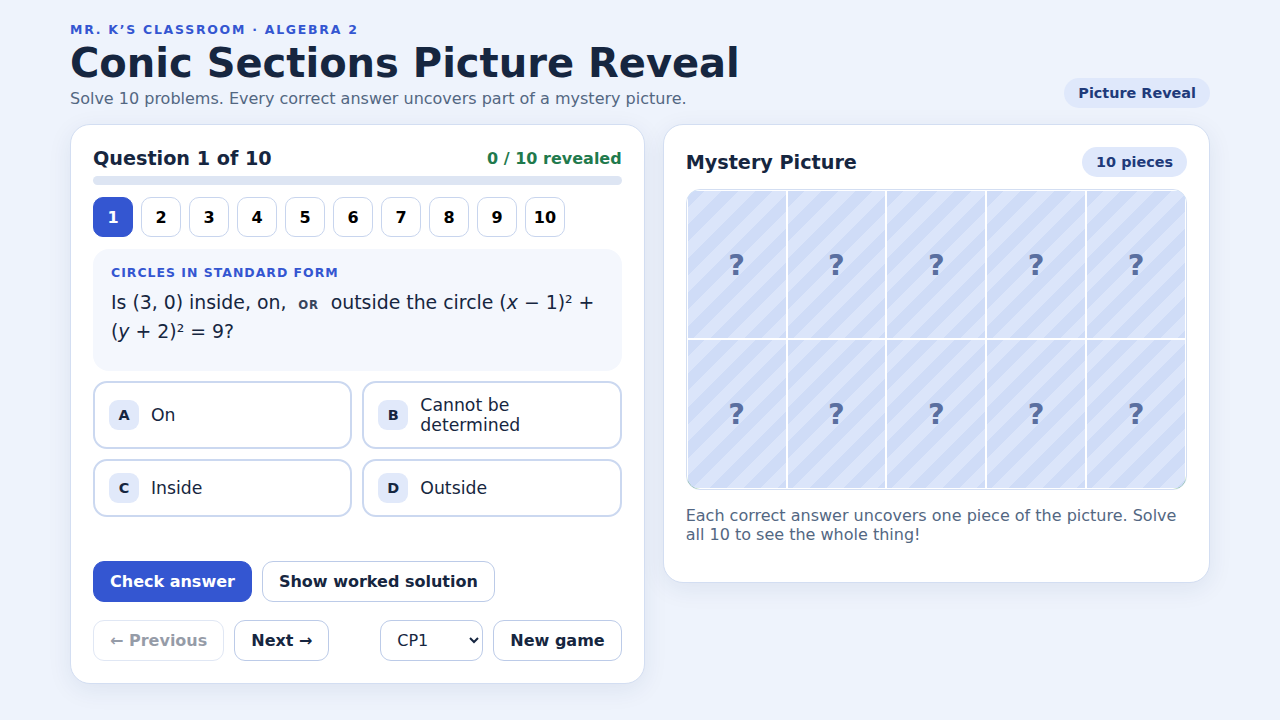 MR. K’S CLASSROOM · ALGEBRA 2
Conic Sections Picture Reveal
Solve 10 problems. Every correct answer uncovers part of a mystery picture.
Picture Reveal
Question 1 of 10
0 / 10 revealed
1 2 3 4 5 6 7 8 9 10
CIRCLES IN STANDARD FORM
Is (3, 0) inside, on, OR outside the circle (x − 1)² +
(y + 2)² = 9?
A On
B Cannot be
determined
C Inside
D Outside
Check answer
Show worked solution
← Previous
Next →
CP1
New game
Mystery Picture
10 pieces
? ? ? ? ?
? ? ? ? ?
Each correct answer uncovers one piece of the picture. Solve
all 10 to see the whole thing!